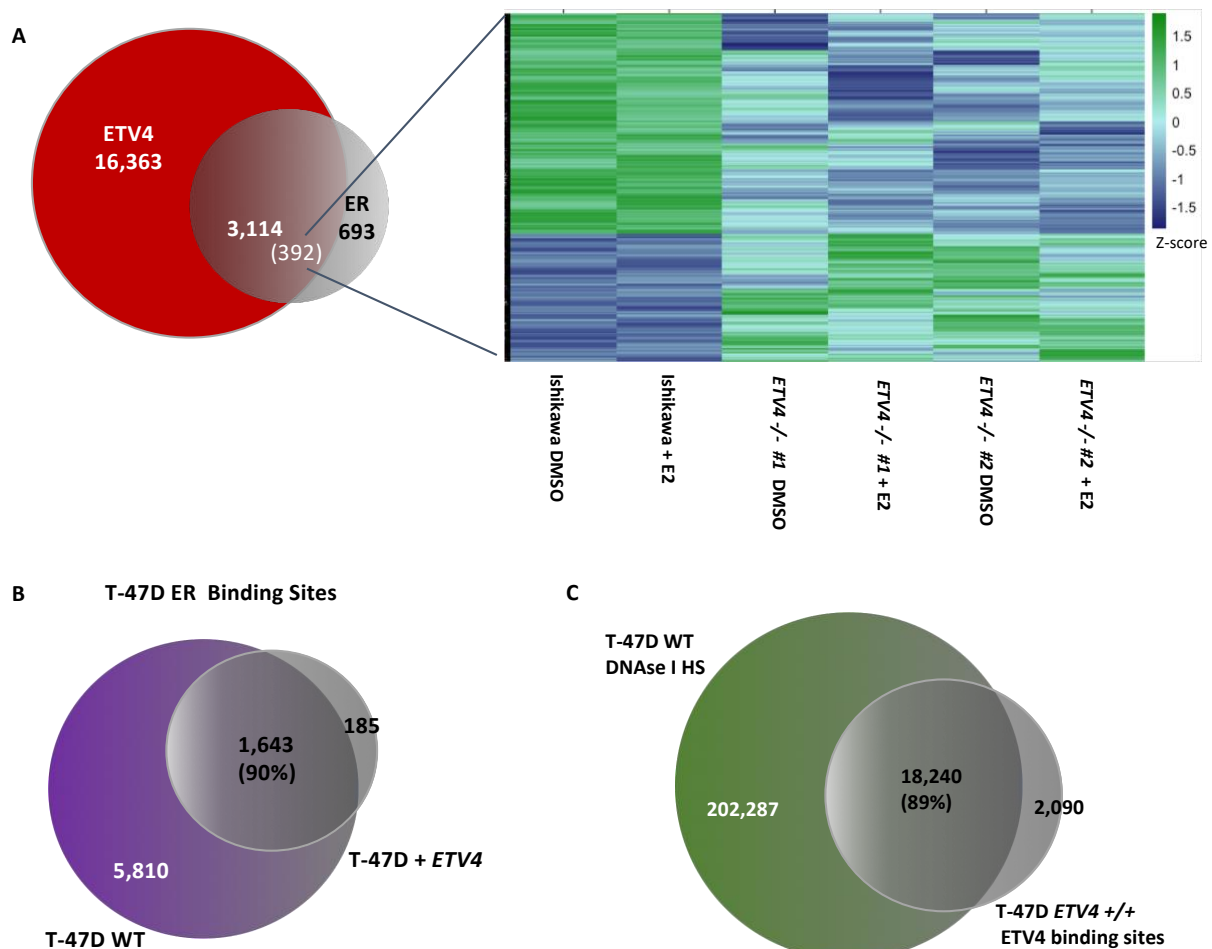 A
ETV4
16,363
3,114
(392)
ER
693
1.5
1
0.5
0
-0.5
-1
-1.5
Z-score
Ishikawa DMSO
Ishikawa + E2
ETV4 -/- #1 DMSO
ETV4 -/- #1 + E2
ETV4 -/- #2 DMSO
ETV4 -/- #2 + E2
B
T-47D ER Binding Sites
185
1,643
(90%)
5,810
T-47D + ETV4
T-47D WT
C
T-47D WT
DNAse I HS
18,240
(89%)
202,287
2,090
T-47D ETV4 +/+
ETV4 binding sites